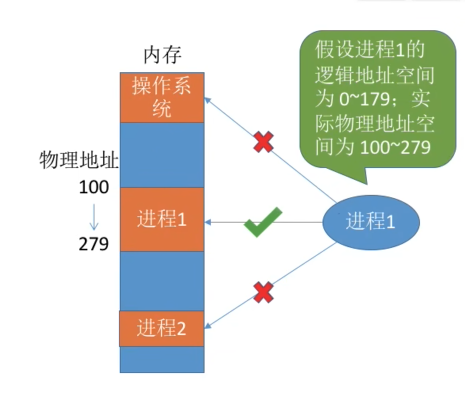 内存
假设进程1的
逻辑地址空间
为 0~179；实
际物理地址空
间为 100~279
操作系
统
物理地址
100
279
进程1
进程1
进程2